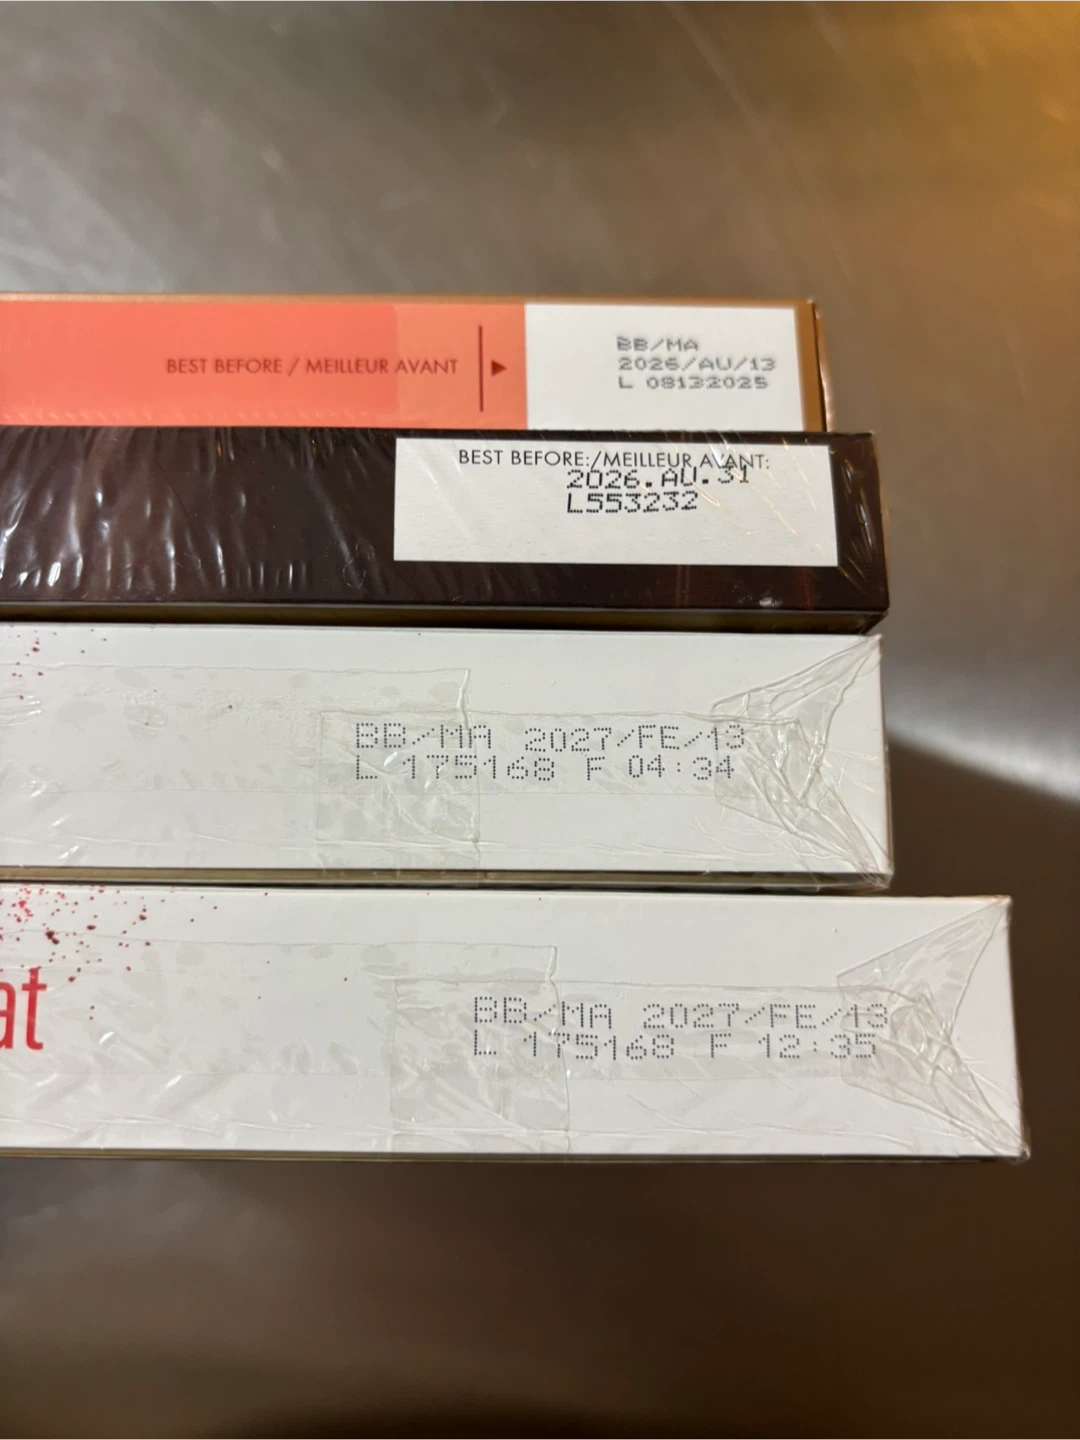 BEST BEFORE / MEILLEUR AVANT
BB/MA
2026/AU/13
L 08132025
BEST BEFORE:/MEILLEUR AVANT:
2026.AU.31
L553232
BB/MA 2027/FE/13
L 175168 F 04:34
at
BB/MA 2027/FE/13
L 175168 F 12:35